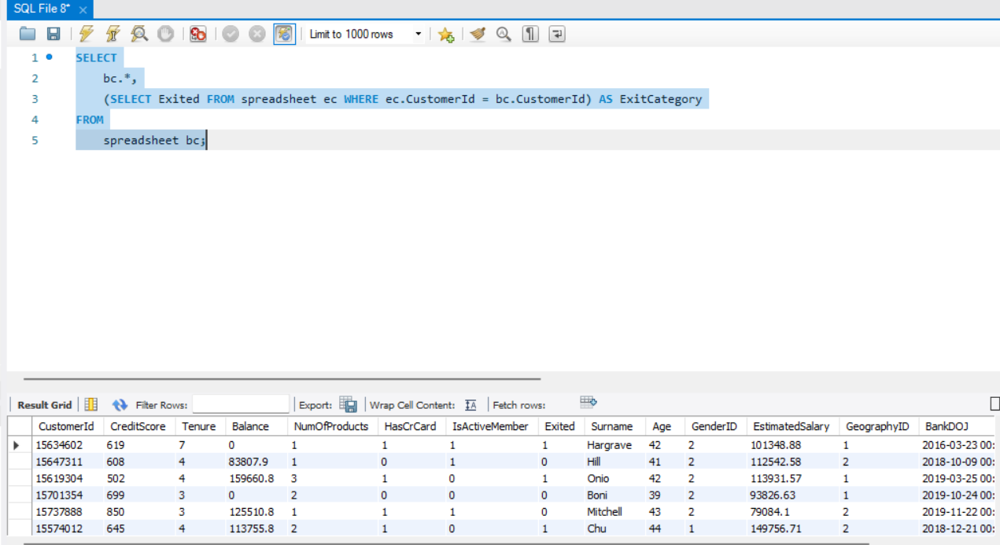 SQL File 8*
Limit to 1000 rows
1 SELECT
2 bc.*,
3 (SELECT Exited FROM spreadsheet ec WHERE ec.CustomerId = bc.CustomerId) AS ExitCategory
4 FROM
5 spreadsheet bc;
Result Grid Filter Rows: Export: Wrap Cell Content: Fetch rows:
CustomerId CreditScore Tenure Balance NumOfProducts HasCrCard IsActiveMember Exited Surname Age GenderID EstimatedSalary GeographyID BankDOJ
15634602 619 7 0 1 1 1 1 Hargrave 42 2 101348.88 1 2016-03-23 00:
15647311 608 4 83807.9 1 0 1 0 Hill 41 2 112542.58 2 2018-10-09 00:
15619304 502 4 159660.8 3 1 0 1 Onio 42 2 113931.57 1 2019-03-25 00:
15701354 699 3 0 2 0 0 0 Boni 39 2 93826.63 1 2019-10-24 00:
15737888 850 3 125510.8 1 1 1 0 Mitchell 43 2 79084.1 2 2019-11-22 00:
15574012 645 4 113755.8 2 1 0 1 Chu 44 1 149756.71 2 2018-12-21 00: